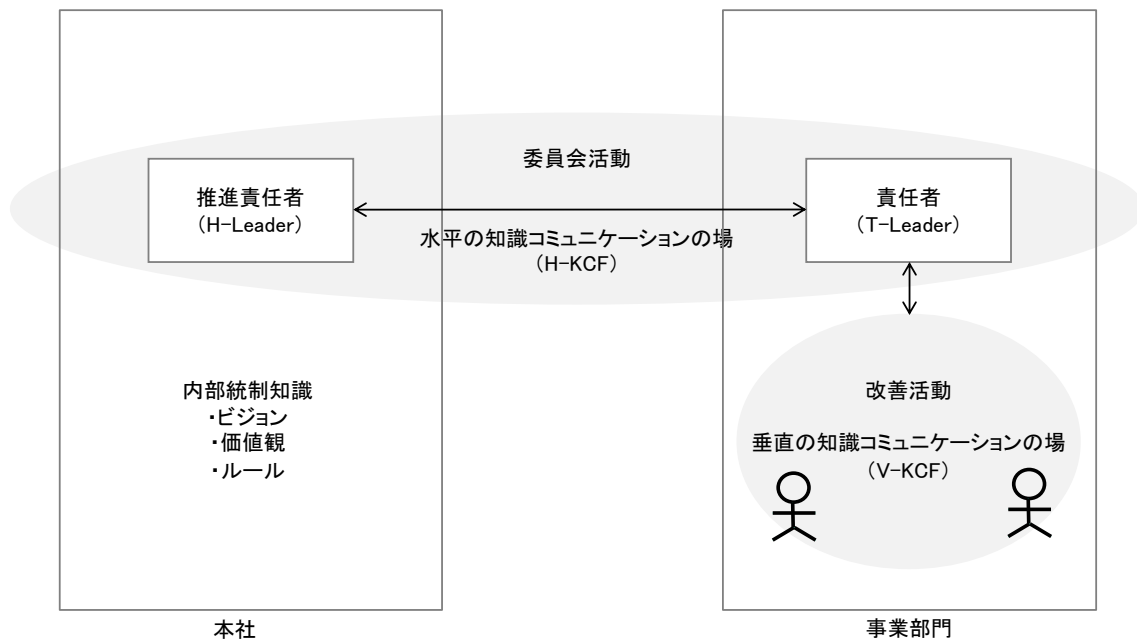 委員会活動
推進責任者
(H-Leader)
責任者
(T-Leader)
水平の知識コミュニケーションの場
(H-KCF)
内部統制知識
・ビジョン
・価値観
・ルール
改善活動
垂直の知識コミュニケーションの場
(V-KCF)
本社
事業部門